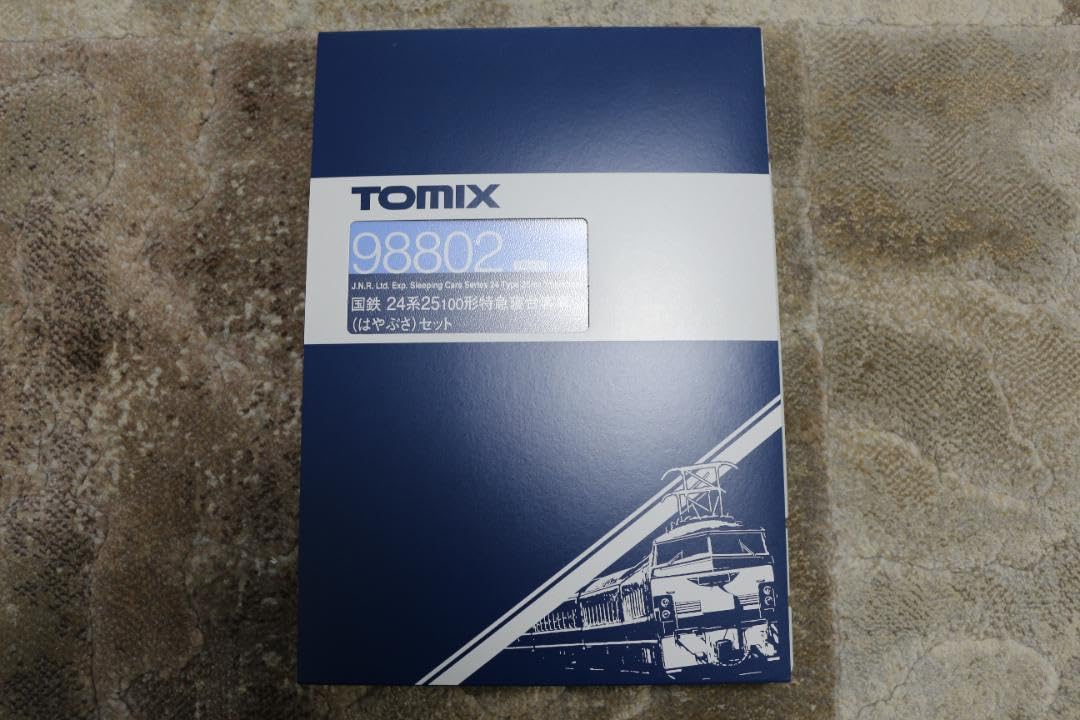 TOMIX
98802
J.N.R. Ltd. Exp. Sleeping Cars Series 24 Type 25
国鉄 24系25100形特急寝台客車
(はやぶさ)セット